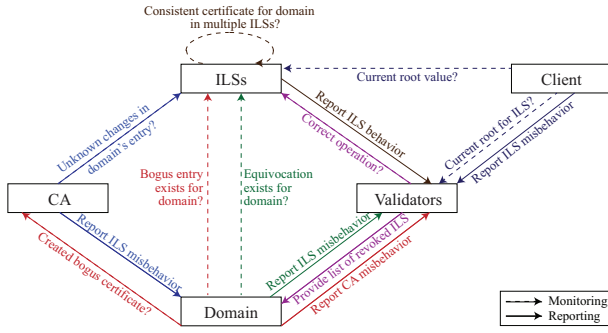 Consistent certificate for domain
in multiple ILSs?
ILSs
Current root value?
Client
Unknown changes in
domain's entry?
Report ILS behavior
Correct operation?
Current root for ILS?
Report ILS misbehavior
Bogus entry
exists for
domain?
Equivocation
exists for
domain?
CA
Validators
Report ILS misbehavior
Created bogus certificate?
Report ILS misbehavior
Provide list of revoked ILS
Report CA misbehavior
Domain
Monitoring
Reporting